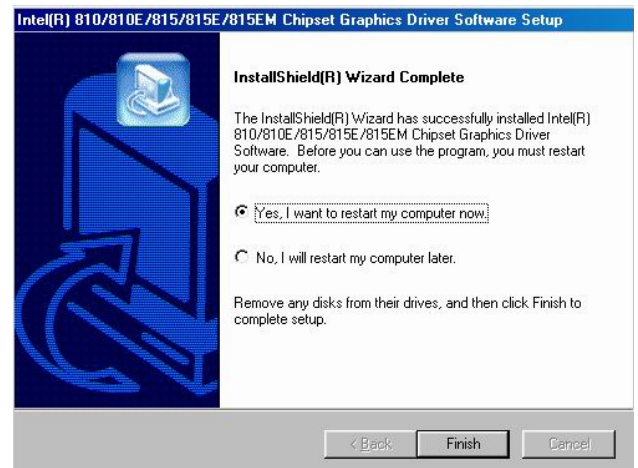 Intel(R) 810/810E/815/815E/815EM Chipset Graphics Driver Software Setup
InstallShield(R) Wizard Complete
The InstallShield(R) Wizard has successfully installed Intel(R)
810/810E/815/815E/815EM Chipset Graphics Driver
Software. Before you can use the program, you must restart
your computer.
Yes, I want to restart my computer now.
No, I will restart my computer later.
Remove any disks from their drives, and then click Finish to
complete setup.
< Back
Finish
Cancel